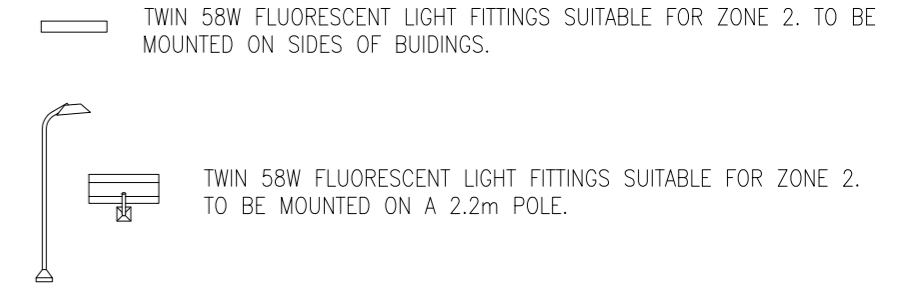 TWIN 58W FLUORESCENT LIGHT FITTINGS SUITABLE FOR ZONE 2. TO BE
MOUNTED ON SIDES OF BUIDINGS.
TWIN 58W FLUORESCENT LIGHT FITTINGS SUITABLE FOR ZONE 2.
TO BE MOUNTED ON A 2.2m POLE.